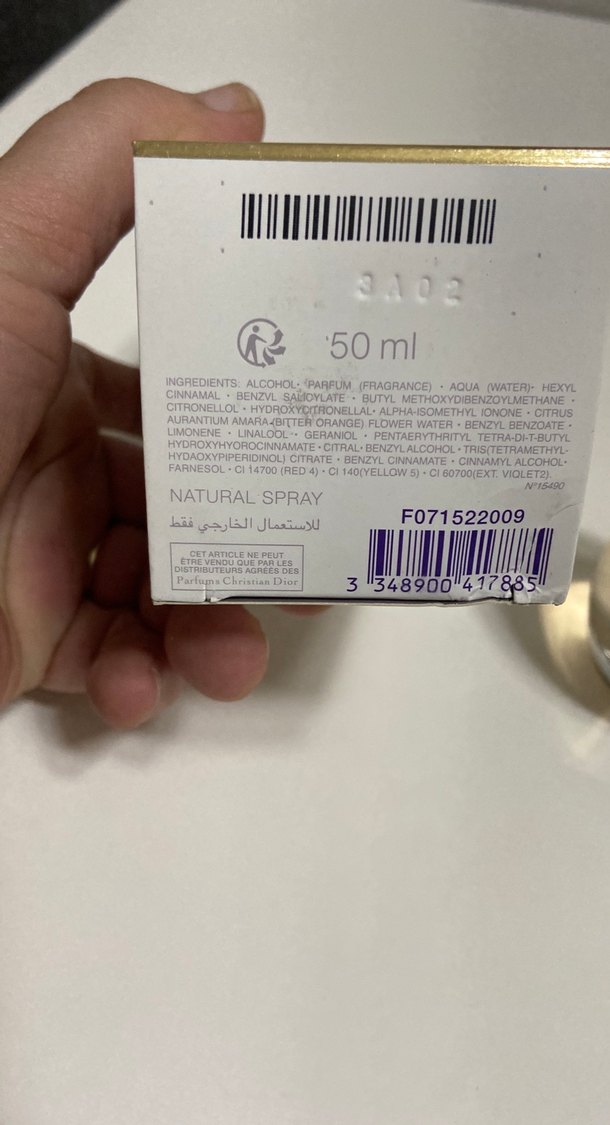 3A02
50 ml
INGREDIENTS: ALCOHOL· PARFUM (FRAGRANCE) · AQUA (WATER)· HEXYL
CINNAMAL · BENZVL SALICYLATE · BUTYL METHOXYDIBENZOYLMETHANE ·
CITRONELLOL · HYDROXYCITRONELLAL· ALPHA-ISOMETHYL IONONE · CITRUS
AURANTIUM AMARA·(BITTER ORANGE) FLOWER WATER · BENZYL BENZOATE ·
LIMONENE · LINALOOL · GERANIOL · PENTAERYTHRITYL TETRA-DI-T-BUTYL
HYDROXYHYOROCINNAMATE · CITRAL· BENZYL ALCOHOL · TRIS(TETRAMETHYL-
HYDAOXYPIPERIDINOL) CITRATE · BENZYL CINNAMATE · CINNAMYL ALCOHOL·
FARNESOL · CI 14700 (RED 4) · CI 140(YELLOW 5) · CI 60700(EXT. VIOLET2).
N°15490
NATURAL SPRAY
للاستعمال الخارجي فقط
CET ARTICLE NE PEUT
ÊTRE VENDU QUE PAR LES
DISTRIBUTEURS AGRÉÉS DES
Parfums Christian Dior
F071522009
3 348900 417885